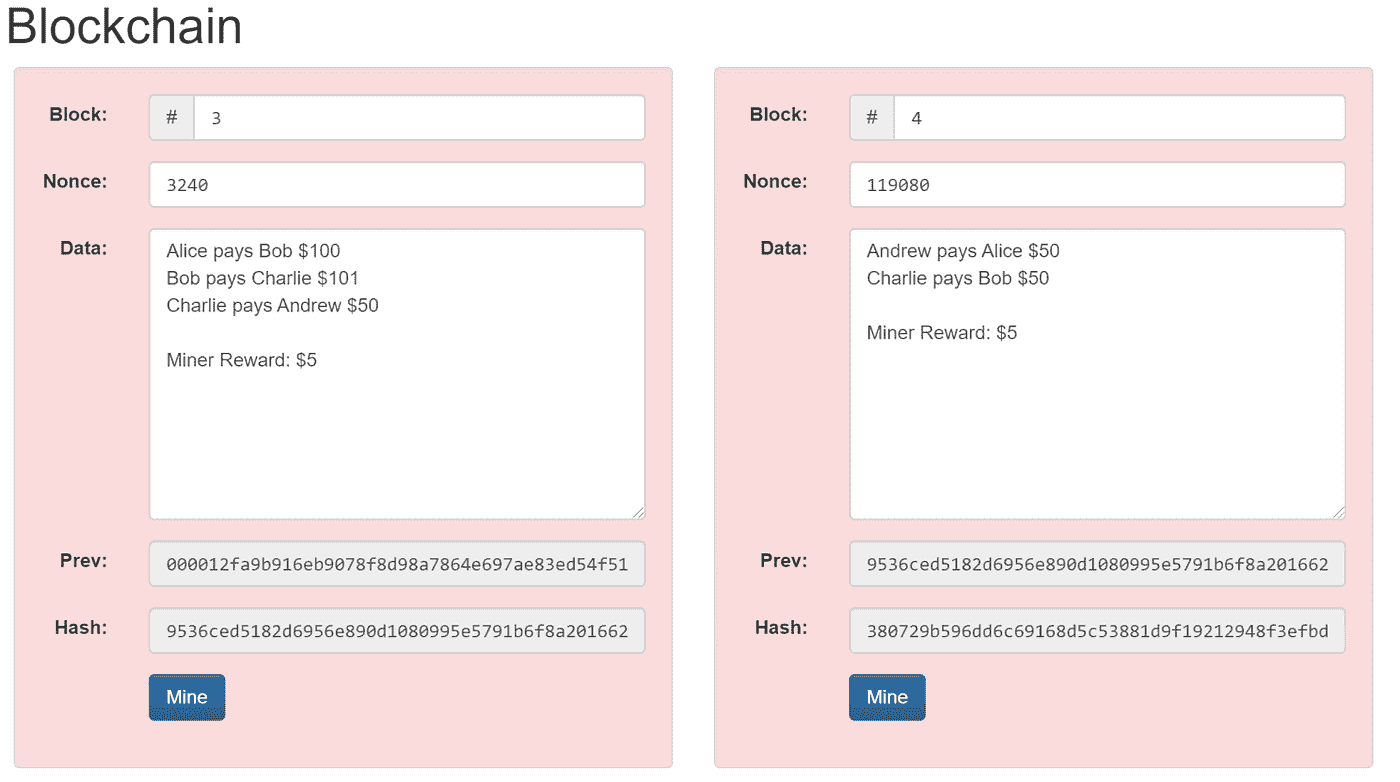 Blockchain
Block: # 3
Nonce: 3240
Data: Alice pays Bob $100
Bob pays Charlie $101
Charlie pays Andrew $50
Miner Reward: $5
Prev: 000012fa9b916eb9078f8d98a7864e697ae83ed54f51
Hash: 9536ced5182d6956e890d1080995e5791b6f8a201662
Mine
Block: # 4
Nonce: 119080
Data: Andrew pays Alice $50
Charlie pays Bob $50
Miner Reward: $5
Prev: 9536ced5182d6956e890d1080995e5791b6f8a201662
Hash: 380729b596dd6c69168d5c53881d9f19212948f3efbd
Mine